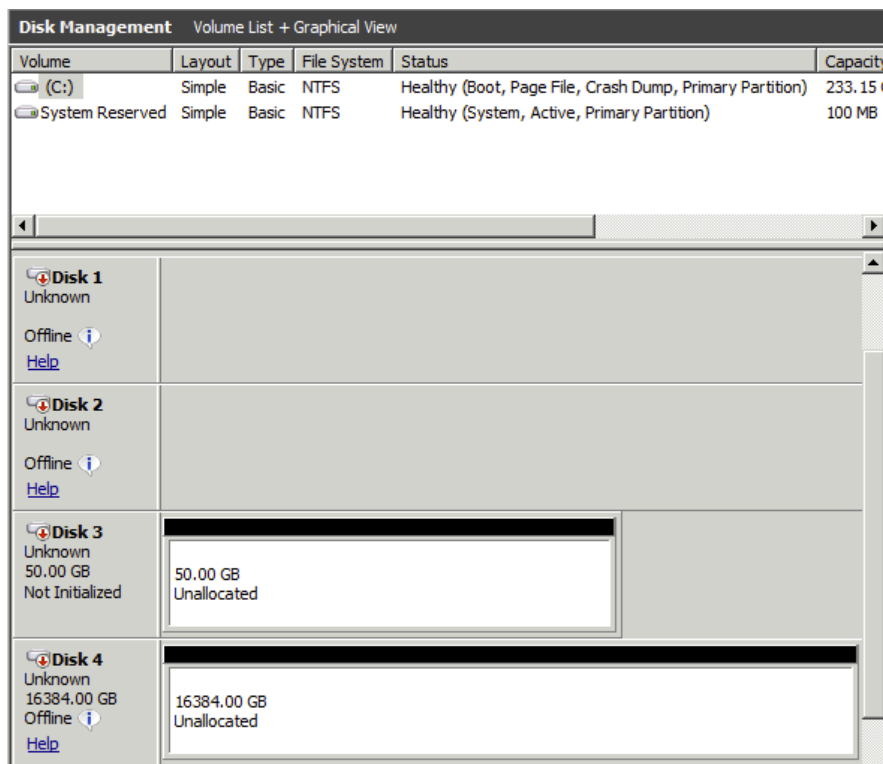 Disk Management Volume List + Graphical View
Volume Layout Type File System Status Capacity
(C:) Simple Basic NTFS Healthy (Boot, Page File, Crash Dump, Primary Partition) 233.15
System Reserved Simple Basic NTFS Healthy (System, Active, Primary Partition) 100 MB
Disk 1
Unknown
Offline
Help
Disk 2
Unknown
Offline
Help
Disk 3
Unknown
50.00 GB
Not Initialized
50.00 GB
Unallocated
Disk 4
Unknown
16384.00 GB
Offline
Help
16384.00 GB
Unallocated